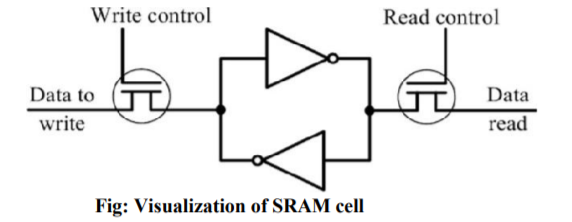 Write control
Read control
Data to
write
Data
read
Fig: Visualization of SRAM cell